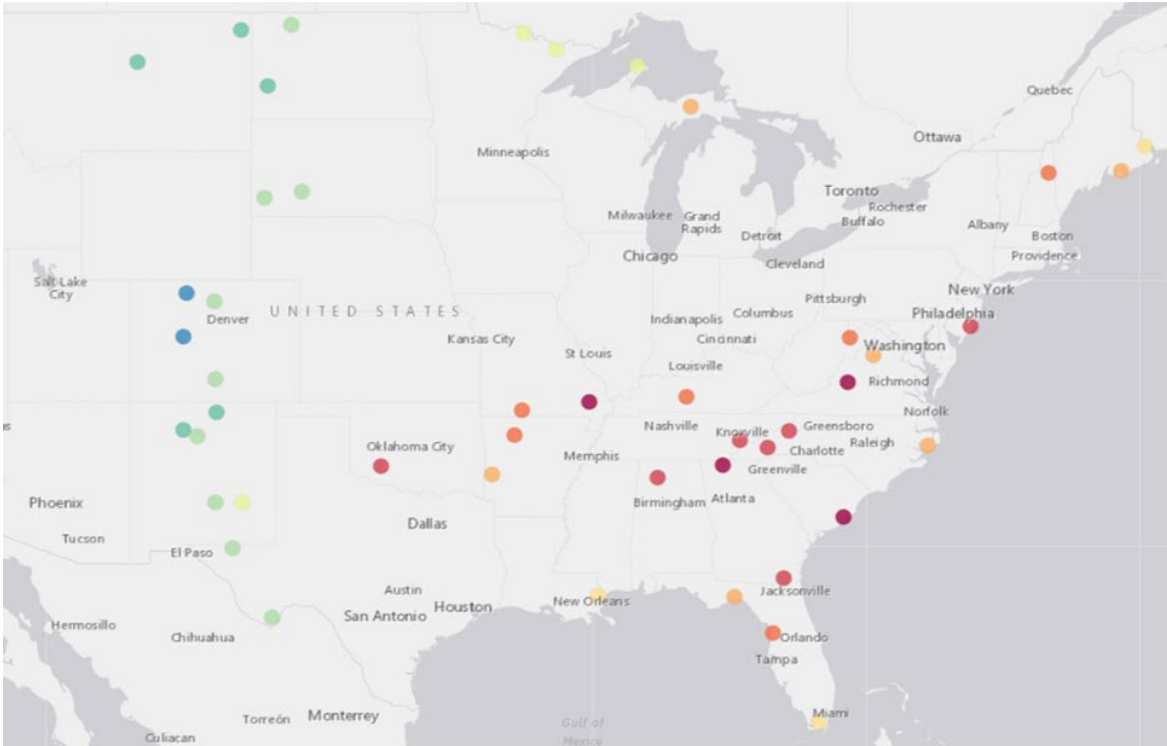 Quebec
Ottawa
Minneapolis
Toronto
Rochester
Milwaukee
Grand
Rapids
Buffalo
Albany
Detroit
Boston
Chicago
Cleveland
Providence
Salt Lake
City
New York
Pittsburgh
UNITED STATES
Denver
Indianapolis
Columbus
Philadelphia
Kansas City
Cincinnati
Washington
St Louis
Louisville
Richmond
Norfolk
Nashville
Knoxville
Greensboro
Raleigh
Oklahoma City
Memphis
Charlotte
Greenville
Phoenix
Birmingham
Atlanta
Dallas
Tucson
El Paso
Austin
Jacksonville
New Orleans
Houston
San Antonio
Hermosillo
Chihuahua
Orlando
Tampa
Torreón
Monterrey
Miami
Gulf of
Mexico
Culiacan